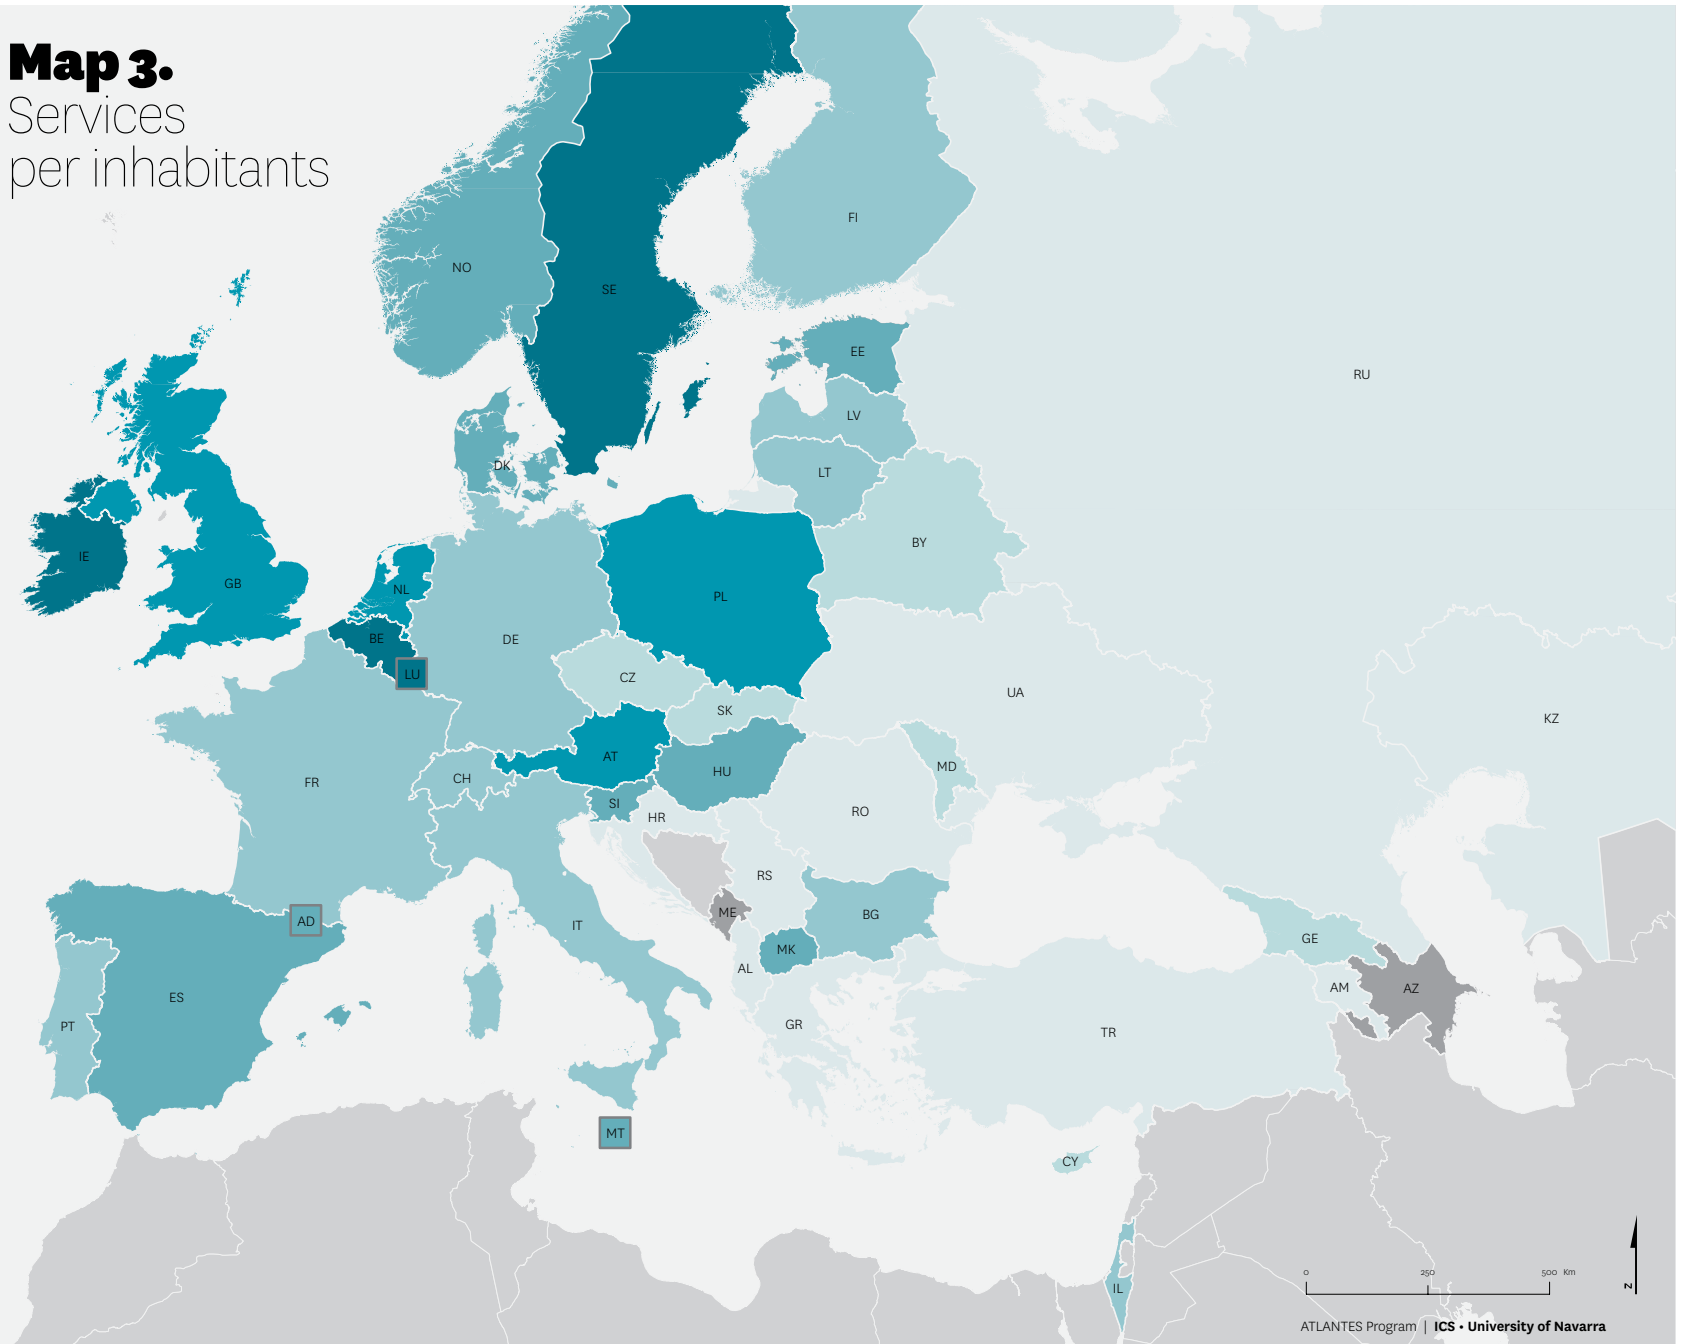 Map 3.
Services
per inhabitants
FI
NO
SE
EE
RU
LV
DK
LT
BY
IE
GB
NL
PL
BE
DE
LU
CZ
UA
SK
KZ
AT
MD
HU
CH
FR
SI
RO
HR
RS
ME
BG
AD
IT
GE
MK
AL
AM
AZ
ES
GR
PT
TR
MT
CY
IL
0 250 500 Km
N
ATLANTES Program | ICS • University of Navarra